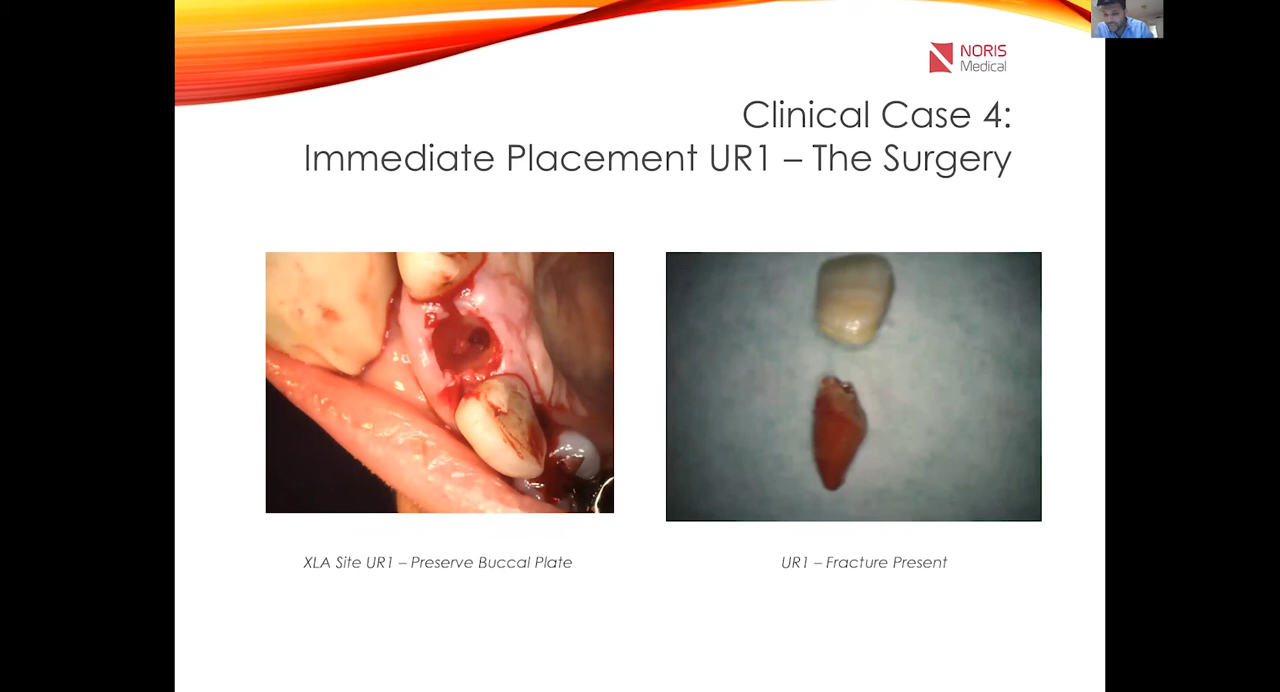 NORIS
Medical
Clinical Case 4:
Immediate Placement UR1 – The Surgery
XLA Site UR1 – Preserve Buccal Plate
UR1 – Fracture Present